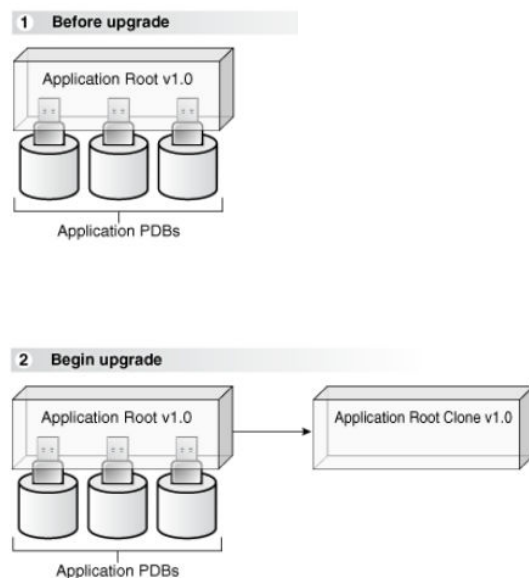 1 Before upgrade
Application Root v1.0
Application PDBs
2 Begin upgrade
Application Root v1.0
Application Root Clone v1.0
Application PDBs